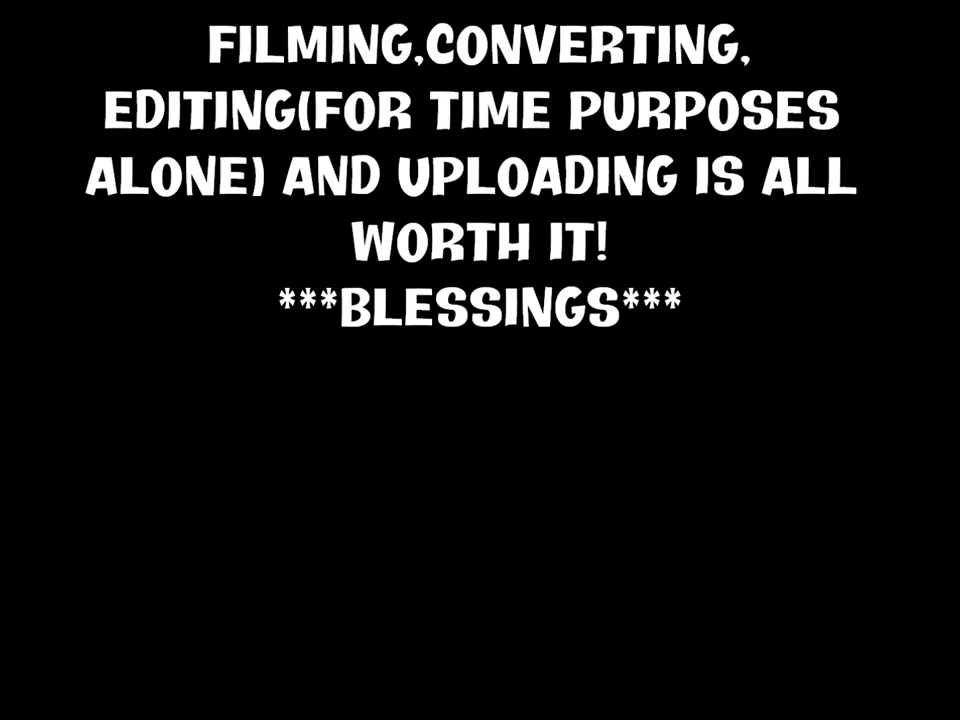 FILMING,CONVERTING,
EDITING(FOR TIME PURPOSES
ALONE) AND UPLOADING IS ALL
WORTH IT!
***BLESSINGS***